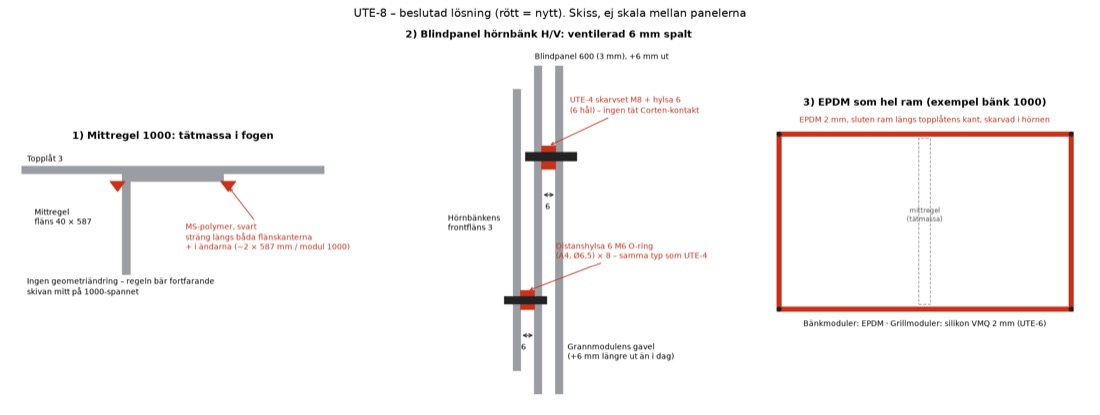 UTE-8 – beslutad lösning (rött = nytt). Skiss, ej skala mellan panelerna
1) Mittregel 1000: tätmassa i fogen
Topplåt 3
Mittregel
fläns 40 × 587
MS-polymer, svart
sträng längs båda flänskanterna
+ i ändarna (~2 × 587 mm / modul 1000)
Ingen geometriändring – regeln bär fortfarande
skivan mitt på 1000-spannet
2) Blindpanel hörnbänk H/V: ventilerad 6 mm spalt
Blindpanel 600 (3 mm), +6 mm ut
UTE-4 skarvset M8 + hylsa 6
(6 hål) – ingen tät Corten-kontakt
6
Hörnbänkens
frontfläns 3
Distanshylsa 6 M6 O-ring
(A4, Ø6,5) × 8 – samma typ som UTE-4
6
Grannmodulens gavel
(+6 mm längre ut än i dag)
3) EPDM som hel ram (exempel bänk 1000)
EPDM 2 mm, sluten ram längs topplåtens kant, skarvad i hörnen
mittregel
(tätmassa)
Bänkmoduler: EPDM · Grillmoduler: silikon VMQ 2 mm (UTE-6)